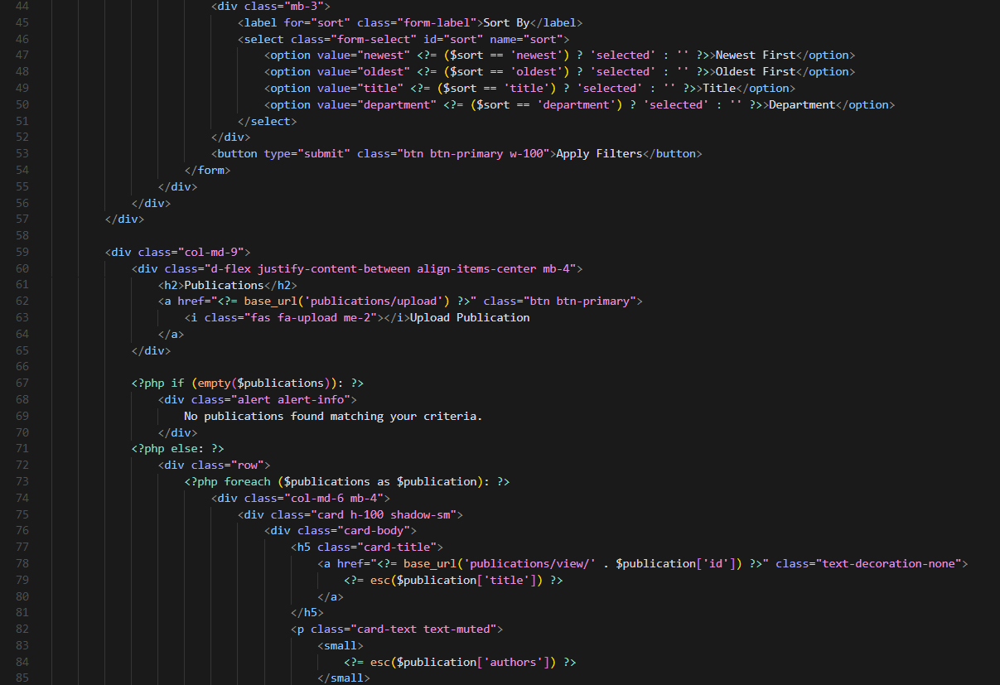 44 <div class="mb-3">
45 <label for="sort" class="form-label">Sort By</label>
46 <select class="form-select" id="sort" name="sort">
47 <option value="newest" <?= ($sort == 'newest') ? 'selected' : '' ?>>Newest First</option>
48 <option value="oldest" <?= ($sort == 'oldest') ? 'selected' : '' ?>>Oldest First</option>
49 <option value="title" <?= ($sort == 'title') ? 'selected' : '' ?>>Title</option>
50 <option value="department" <?= ($sort == 'department') ? 'selected' : '' ?>>Department</option>
51 </select>
52 </div>
53 <button type="submit" class="btn btn-primary w-100">Apply Filters</button>
54 </form>
55 </div>
56 </div>
57 </div>
58
59 <div class="col-md-9">
60 <div class="d-flex justify-content-between align-items-center mb-4">
61 <h2>Publications</h2>
62 <a href="<?= base_url('publications/upload') ?>" class="btn btn-primary">
63 <i class="fas fa-upload me-2"></i>Upload Publication
64 </a>
65 </div>
66
67 <?php if (empty($publications)): ?>
68 <div class="alert alert-info">
69 No publications found matching your criteria.
70 </div>
71 <?php else: ?>
72 <div class="row">
73 <?php foreach ($publications as $publication): ?>
74 <div class="col-md-6 mb-4">
75 <div class="card h-100 shadow-sm">
76 <div class="card-body">
77 <h5 class="card-title">
78 <a href="<?= base_url('publications/view/' . $publication['id']) ?>" class="text-decoration-none">
79 <?= esc($publication['title']) ?>
80 </a>
81 </h5>
82 <p class="card-text text-muted">
83 <small>
84 <?= esc($publication['authors']) ?>
85 </small>